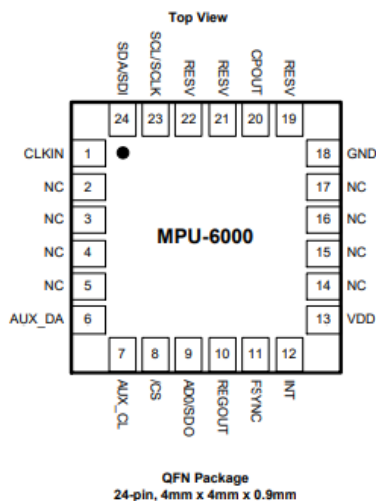 Top View
SDA/SDI
SCL/SCLK
RESV
RESV
CPOUT
RESV
24 23 22 21 20 19
CLKIN 1 18 GND
NC 2 17 NC
NC 3 16 NC
MPU-6000
NC 4 15 NC
NC 5 14 NC
AUX_DA 6 13 VDD
7 8 9 10 11 12
AUX_CL
/CS
AD0/SDO
REGOUT
FSYNC
INT
QFN Package
24-pin, 4mm x 4mm x 0.9mm